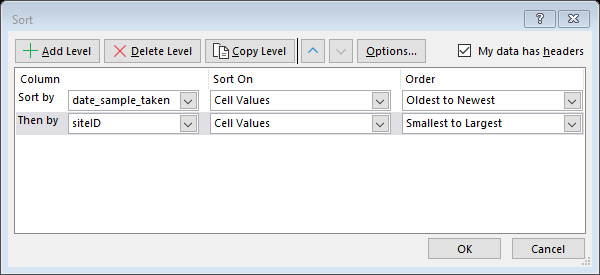 Sort
Add Level Delete Level Copy Level Options... My data has headers
Column Sort On Order
Sort by date_sample_taken Cell Values Oldest to Newest
Then by siteID Cell Values Smallest to Largest
OK Cancel